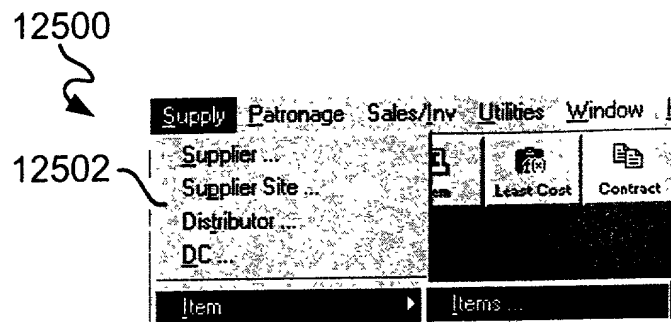 12500
Supply Patronage Sales/Inv Utilities Window
12502
Supplier ...
Supplier Site ...
Distributor ...
DC ...
f(x)
Least Cost
Contract
Item
Items ...